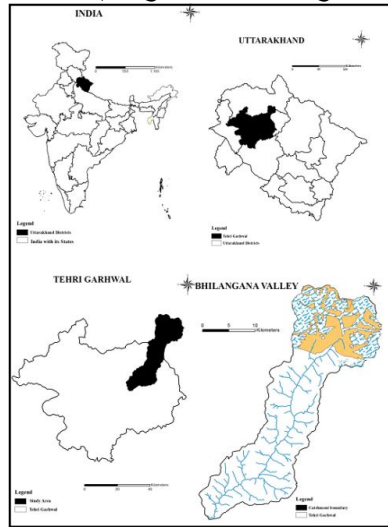 INDIA
UTTARAKHAND
Kilometers
Legend
Uttarakhand Districts
India with its States
Legend
Tehri Garhwal
Uttarakhand Districts
TEHRI GARHWAL
BHILANGANA VALLEY
0 5 10
Kilometers
Legend
Study Area
Tehri Garhwal
Legend
Catchment boundary
Tehri Garhwal